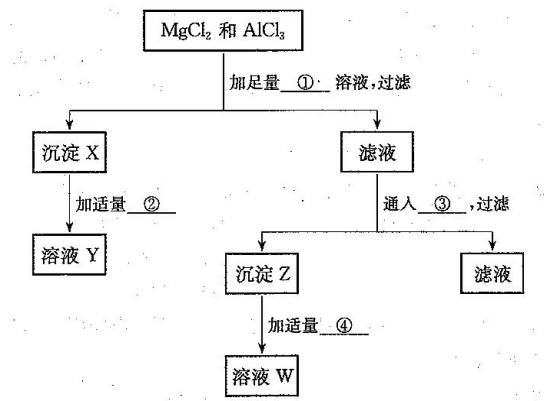 MgCl₂ 和 AlCl₃
加足量 ① 溶液,过滤
沉淀 X
滤液
加适量 ②
通入 ③ ,过滤
溶液 Y
沉淀 Z
滤液
加适量 ④
溶液 W